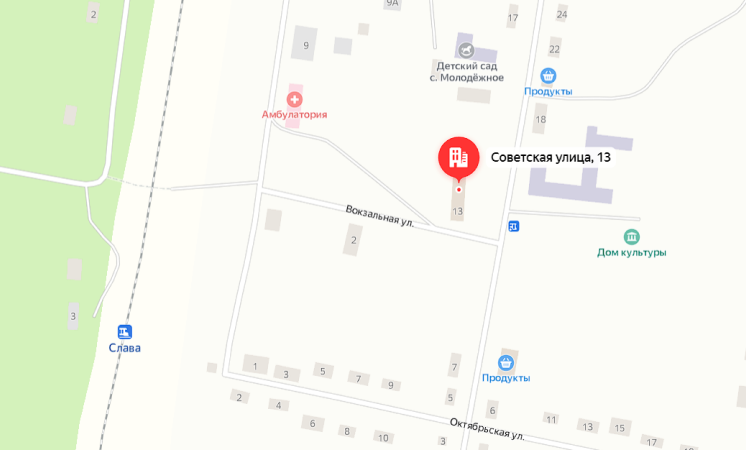 9А
2
17
24
9
22
Детский сад
с. Молодёжное
Продукты
Амбулатория
18
Советская улица, 13
13
Вокзальная ул.
2
Дом культуры
3
Слава
1
3
5
7
9
7
Продукты
2
4
5
6
Октябрьская ул.
11
13
15
17
6
8
10
3